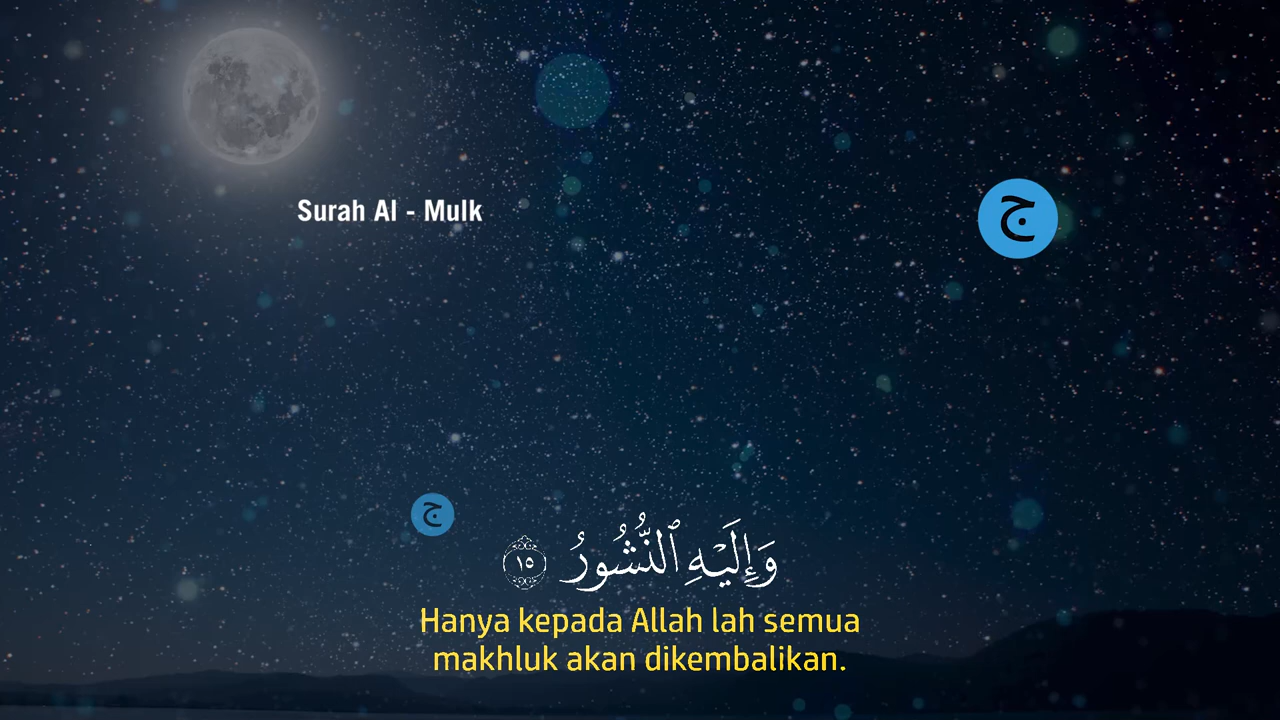 Surah Al - Mulk
ج
ج
وَإِلَيْهِ ٱلنُّشُورُ ١٥
Hanya kepada Allah lah semua
makhluk akan dikembalikan.